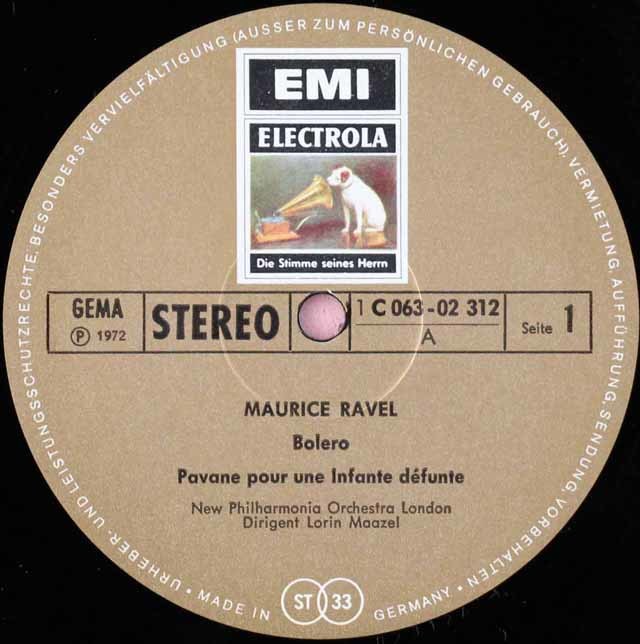 URHEBER- UND LEISTUNGSSCHUTZRECHTE, BESONDERS VERVIELFÄLTIGUNG (AUSSER ZUM PERSÖNLICHEN GEBRAUCH), VERMIETUNG, AUFFÜHRUNG, SENDUNG, VORBEHALTEN •
EMI
ELECTROLA
Die Stimme seines Herrn
GEMA
℗ 1972
STEREO
1 C 063-02 312
A
Seite 1
MAURICE RAVEL
Bolero
Pavane pour une Infante défunte
New Philharmonia Orchestra London
Dirigent Lorin Maazel
• MADE IN GERMANY •
ST 33